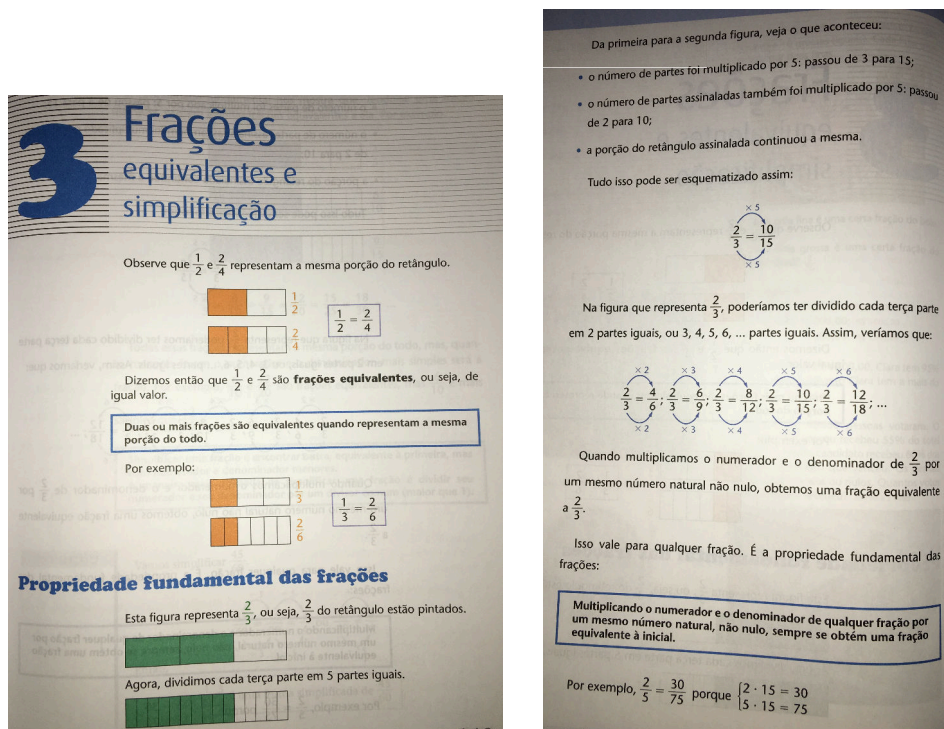 3
Frações
equivalentes e
simplificação
Observe que 1/2 e 2/4 representam a mesma porção do retângulo.
1/2
2/4
1/2 = 2/4
Dizemos então que 1/2 e 2/4 são frações equivalentes, ou seja, de
igual valor.
Duas ou mais frações são equivalentes quando representam a mesma
porção do todo.
Por exemplo:
1/3
2/6
1/3 = 2/6
Propriedade fundamental das frações
Esta figura representa 2/3, ou seja, 2/3 do retângulo estão pintados.
Agora, dividimos cada terça parte em 5 partes iguais.
Da primeira para a segunda figura, veja o que aconteceu:
• o número de partes foi multiplicado por 5: passou de 3 para 15;
• o número de partes assinaladas também foi multiplicado por 5: passou
de 2 para 10;
• a porção do retângulo assinalada continuou a mesma.
Tudo isso pode ser esquematizado assim:
× 5
2/3 = 10/15
× 5
Na figura que representa 2/3, poderíamos ter dividido cada terça parte
em 2 partes iguais, ou 3, 4, 5, 6, ... partes iguais. Assim, veríamos que:
× 2 × 3 × 4 × 5 × 6
2/3 = 4/6; 2/3 = 6/9; 2/3 = 8/12; 2/3 = 10/15; 2/3 = 12/18; ...
× 2 × 3 × 4 × 5 × 6
Quando multiplicamos o numerador e o denominador de 2/3 por
um mesmo número natural não nulo, obtemos uma fração equivalente
a 2/3.
Isso vale para qualquer fração. É a propriedade fundamental das
frações:
Multiplicando o numerador e o denominador de qualquer fração por
um mesmo número natural, não nulo, sempre se obtém uma fração
equivalente à inicial.
Por exemplo, 2/5 = 30/75 porque {2 · 15 = 30
5 · 15 = 75